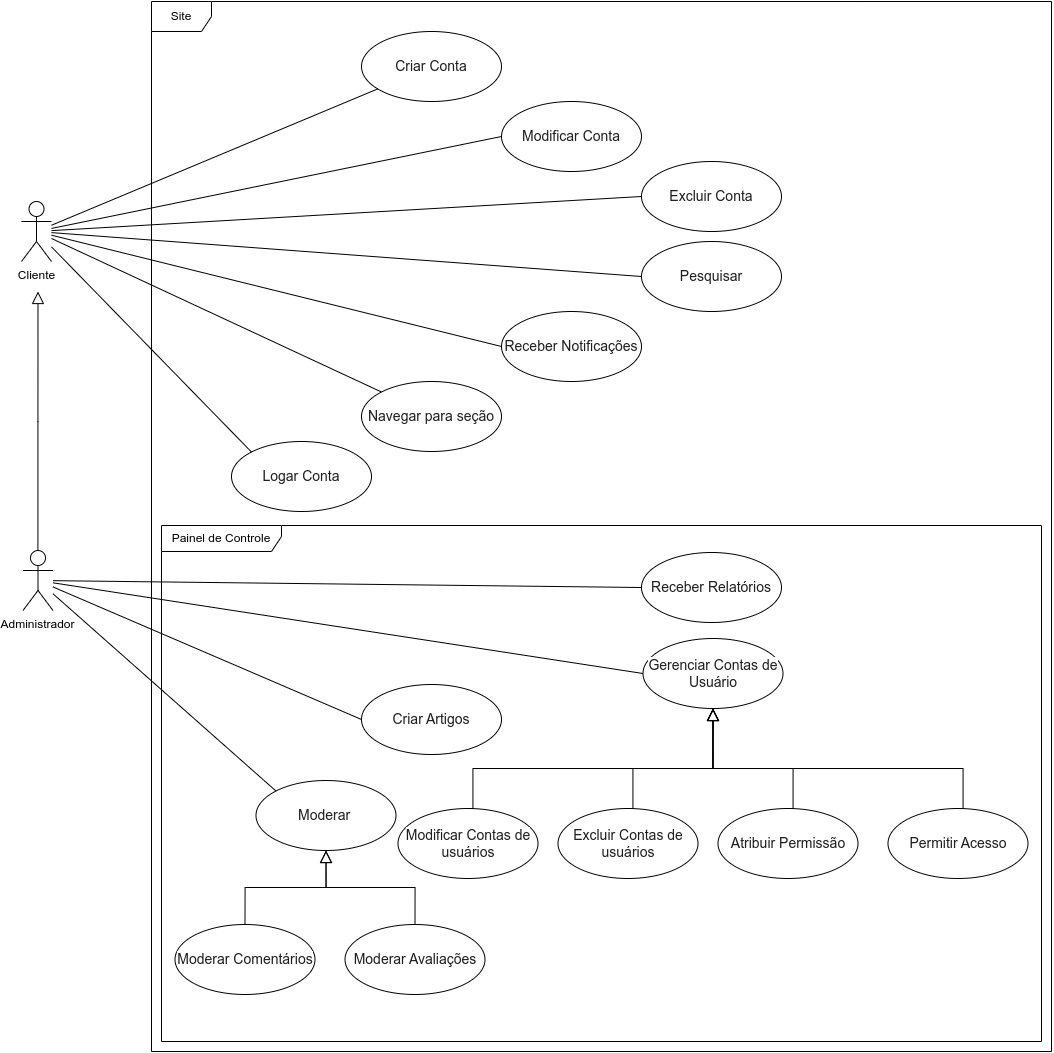 Site
Criar Conta
Modificar Conta
Excluir Conta
Cliente
Pesquisar
Receber Notificações
Navegar para seção
Logar Conta
Painel de Controle
Receber Relatórios
Administrador
Gerenciar Contas de
Usuário
Criar Artigos
Moderar
Modificar Contas de
usuários
Excluir Contas de
usuários
Atribuir Permissão
Permitir Acesso
Moderar Comentários
Moderar Avaliações